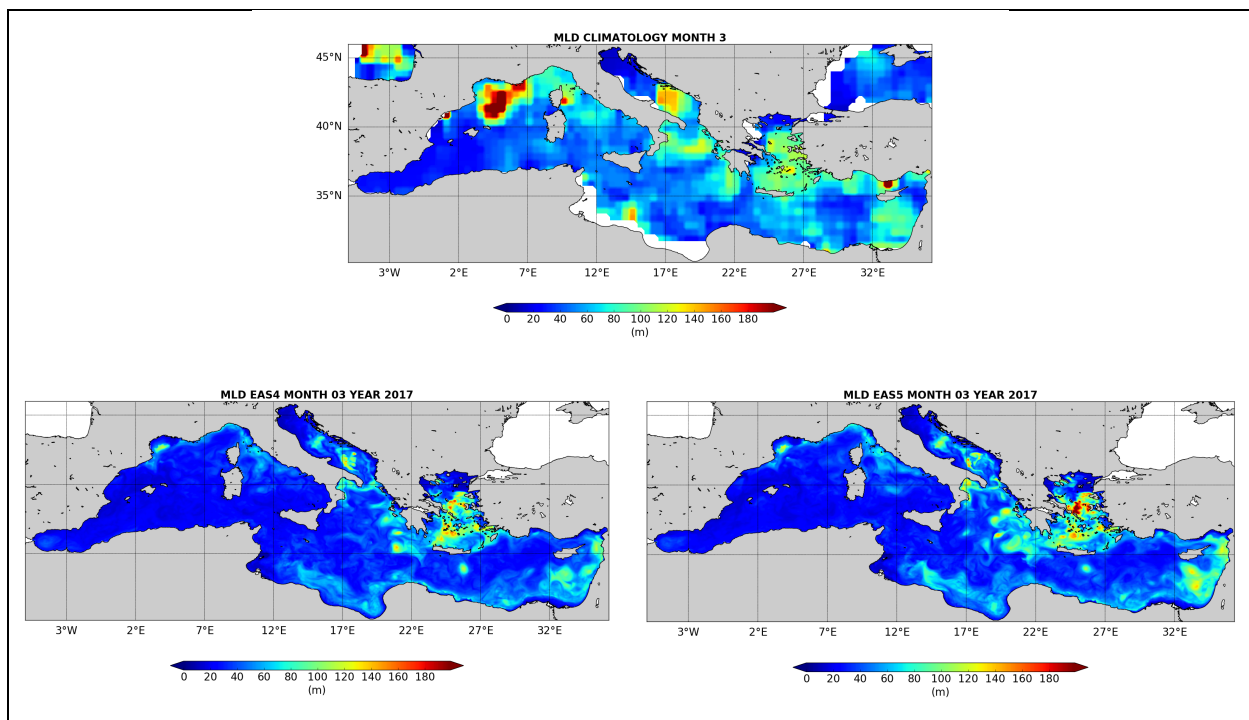 MLD CLIMATOLOGY MONTH 3
45°N
40°N
35°N
3°W 2°E 7°E 12°E 17°E 22°E 27°E 32°E
0 20 40 60 80 100 120 140 160 180
(m)
MLD EAS4 MONTH 03 YEAR 2017
3°W 2°E 7°E 12°E 17°E 22°E 27°E 32°E
0 20 40 60 80 100 120 140 160 180
(m)
MLD EAS5 MONTH 03 YEAR 2017
3°W 2°E 7°E 12°E 17°E 22°E 27°E 32°E
0 20 40 60 80 100 120 140 160 180
(m)